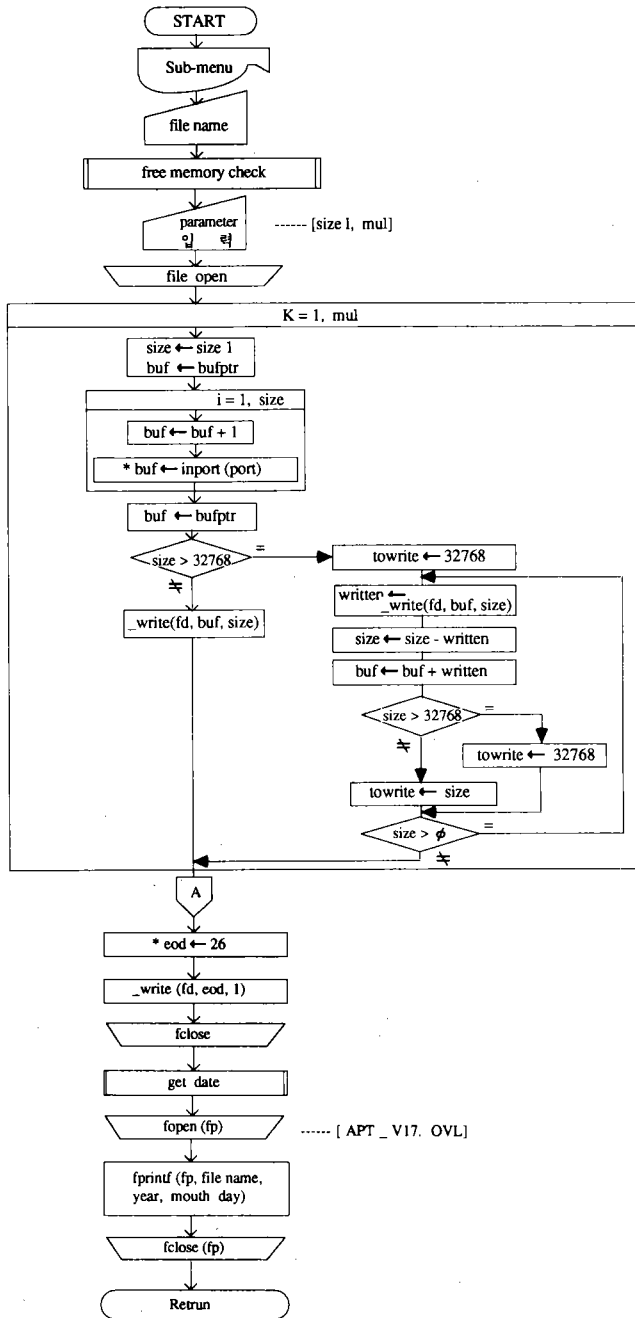 START
Sub-menu
file name
free memory check
parameter
입 력
------ [size 1, mul]
file open
K = 1, mul
size ← size 1
buf ← bufptr
i = 1, size
buf ← buf + 1
* buf ← inport (port)
buf ← bufptr
size > 32768
=
≠
_write(fd, buf, size)
towrite ← 32768
written ←
_write(fd, buf, size)
size ← size - written
buf ← buf + written
size > 32768
=
≠
towrite ← 32768
towrite ← size
size > ϕ
=
≠
A
* eod ← 26
_write (fd, eod, 1)
fclose
get date
fopen (fp)
------ [ APT _ V17. OVL]
fprintf (fp, file name,
year, mouth day)
fclose (fp)
Retrun